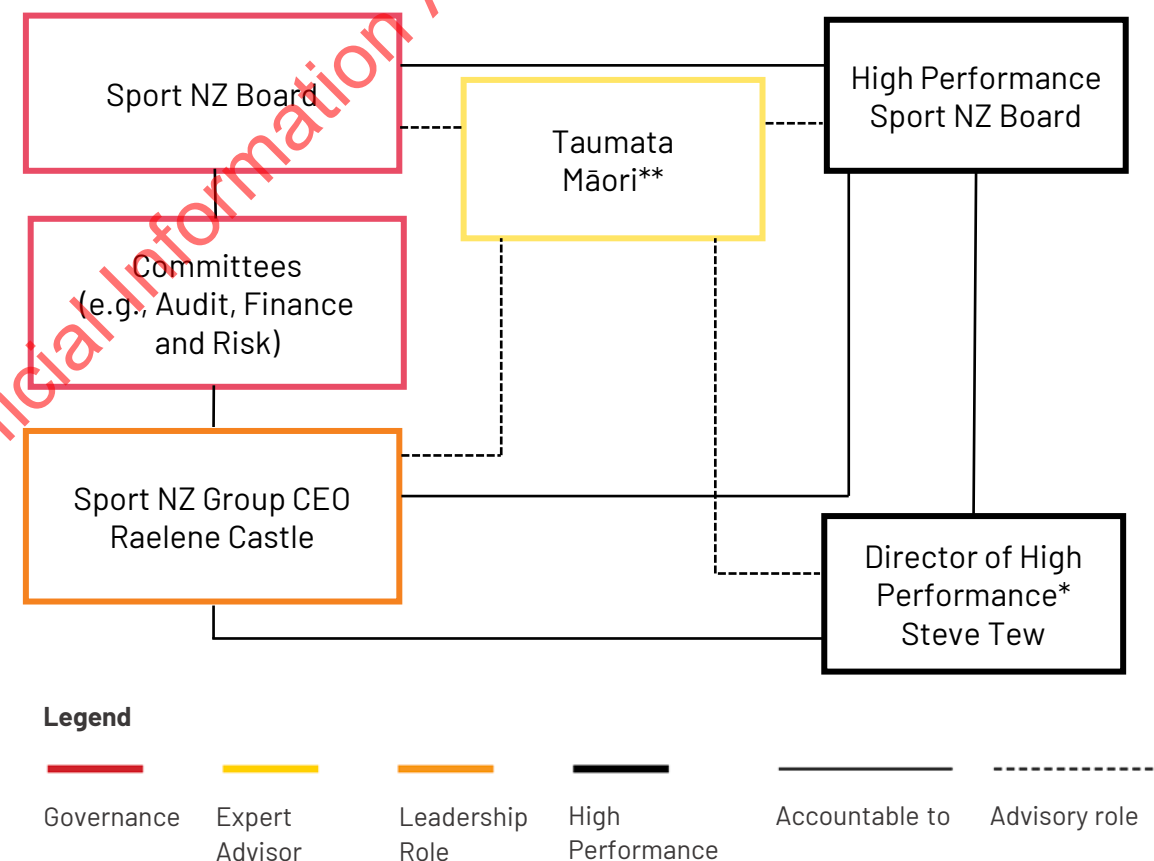 Sport NZ Board
High Performance
Sport NZ Board
Taumata
Māori**
Committees
(e.g., Audit, Finance
and Risk)
Sport NZ Group CEO
Raelene Castle
Director of High
Performance*
Steve Tew
Legend
Governance
Expert
Advisor
Leadership
Role
High
Performance
Accountable to
Advisory role
Information